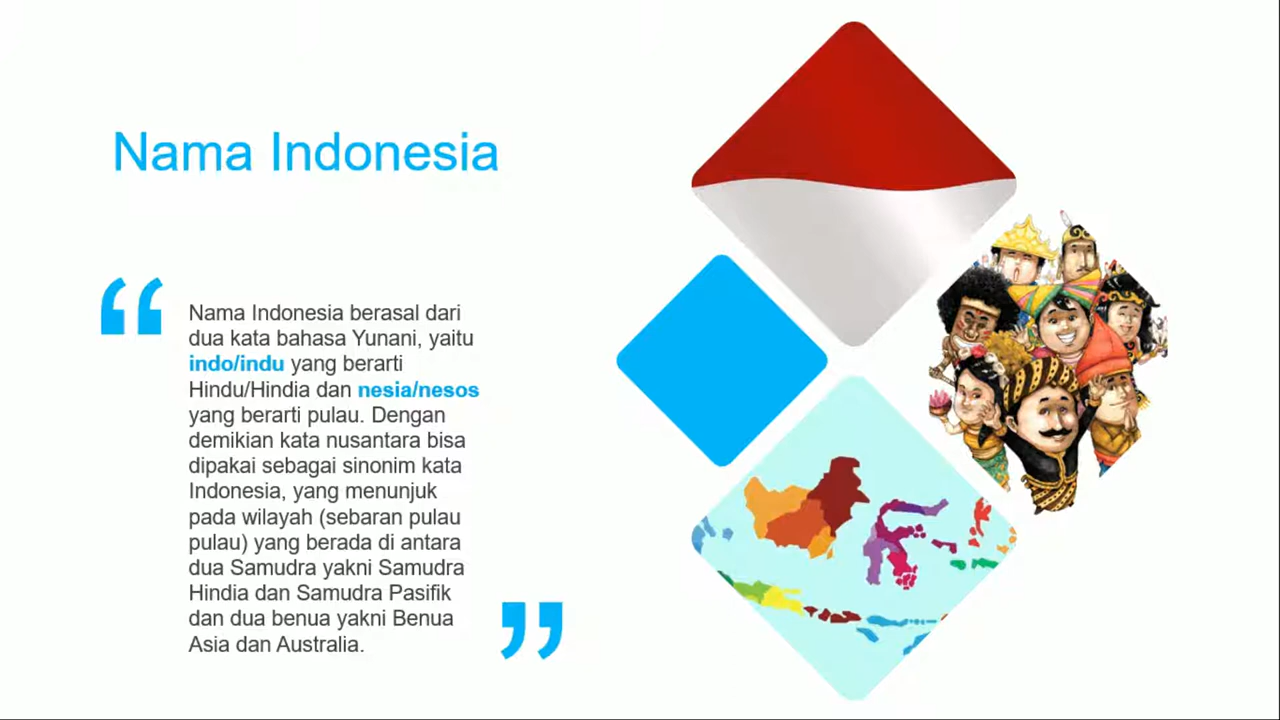 Nama Indonesia
“
Nama Indonesia berasal dari
dua kata bahasa Yunani, yaitu
indo/indu yang berarti
Hindu/Hindia dan nesia/nesos
yang berarti pulau. Dengan
demikian kata nusantara bisa
dipakai sebagai sinonim kata
Indonesia, yang menunjuk
pada wilayah (sebaran pulau
pulau) yang berada di antara
dua Samudra yakni Samudra
Hindia dan Samudra Pasifik
dan dua benua yakni Benua
Asia dan Australia.
”